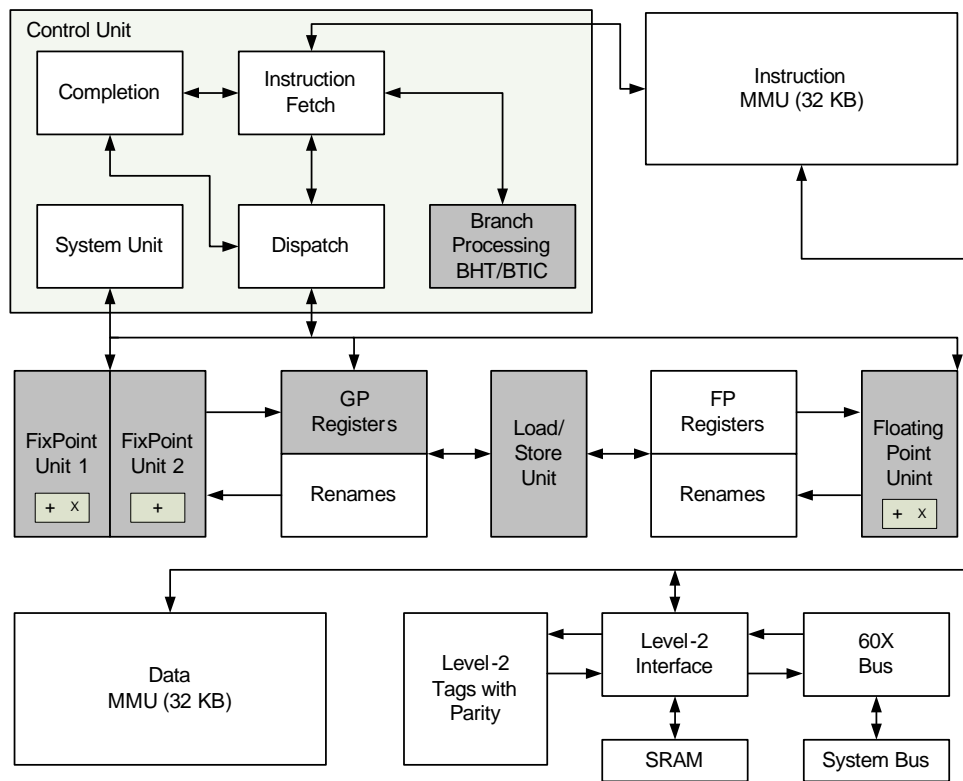 Control Unit
Completion
Instruction
Fetch
Instruction
MMU (32 KB)
System Unit
Dispatch
Branch
Processing
BHT/BTIC
FixPoint
Unit 1
+ x
FixPoint
Unit 2
+
GP
Registers
Renames
Load/
Store
Unit
FP
Registers
Renames
Floating
Point
Unint
+ x
Data
MMU (32 KB)
Level-2
Tags with
Parity
Level-2
Interface
60X
Bus
SRAM
System Bus